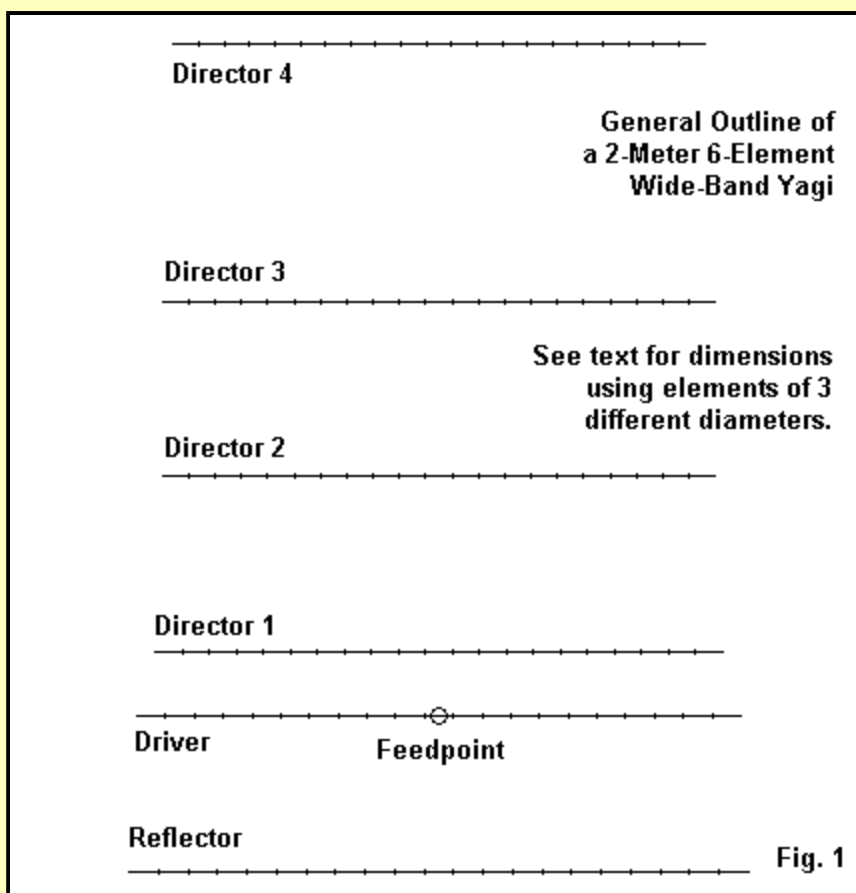 Director 4
General Outline of
a 2-Meter 6-Element
Wide-Band Yagi
Director 3
See text for dimensions
using elements of 3
different diameters.
Director 2
Director 1
Driver
Feedpoint
Reflector
Fig. 1